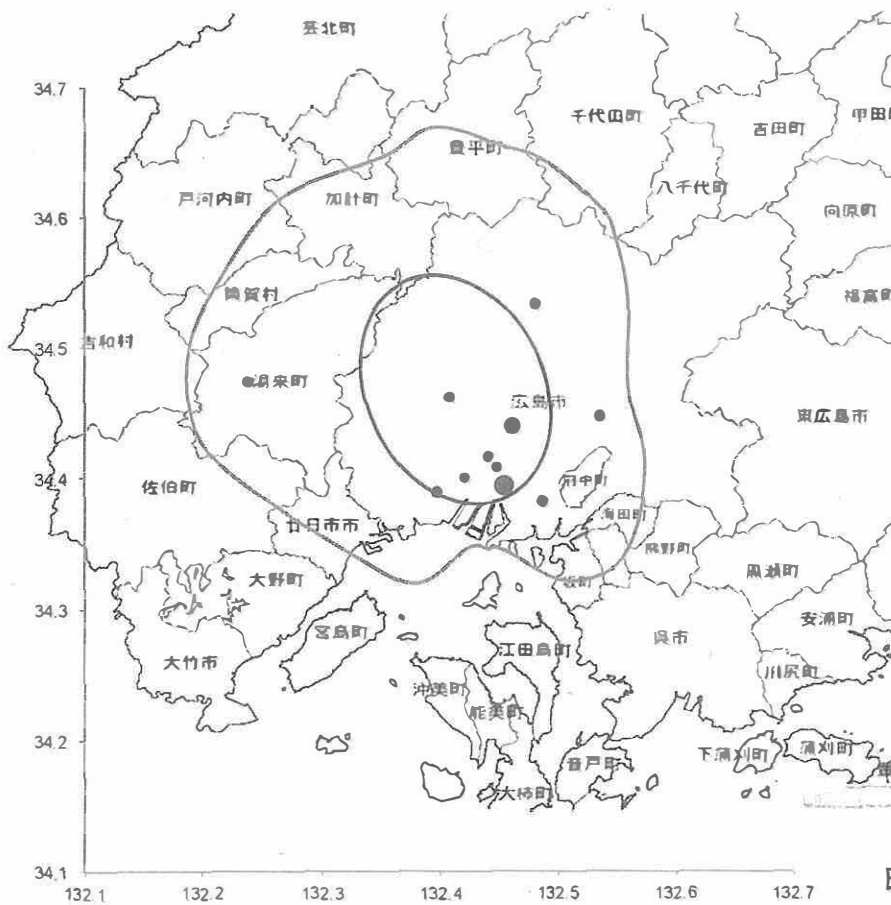 芸北町
34.7
千代田町
吉田町
甲田
豊平町
八千代町
戸河内町
加計町
34.6
向原町
筒賀村
福富町
吉和村
34.5
湯来町
広島市
東広島市
34.4
佐伯町
府中町
海田町
廿日市市
熊野町
黒瀬町
大野町
坂町
34.3
安浦町
宮島町
江田島町
呉市
大竹市
川尻町
沖美町
能美町
34.2
下蒲刈町
蒲刈町
音戸町
大柿町
34.1
132.1
132.2
132.3
132.4
132.5
132.6
132.7